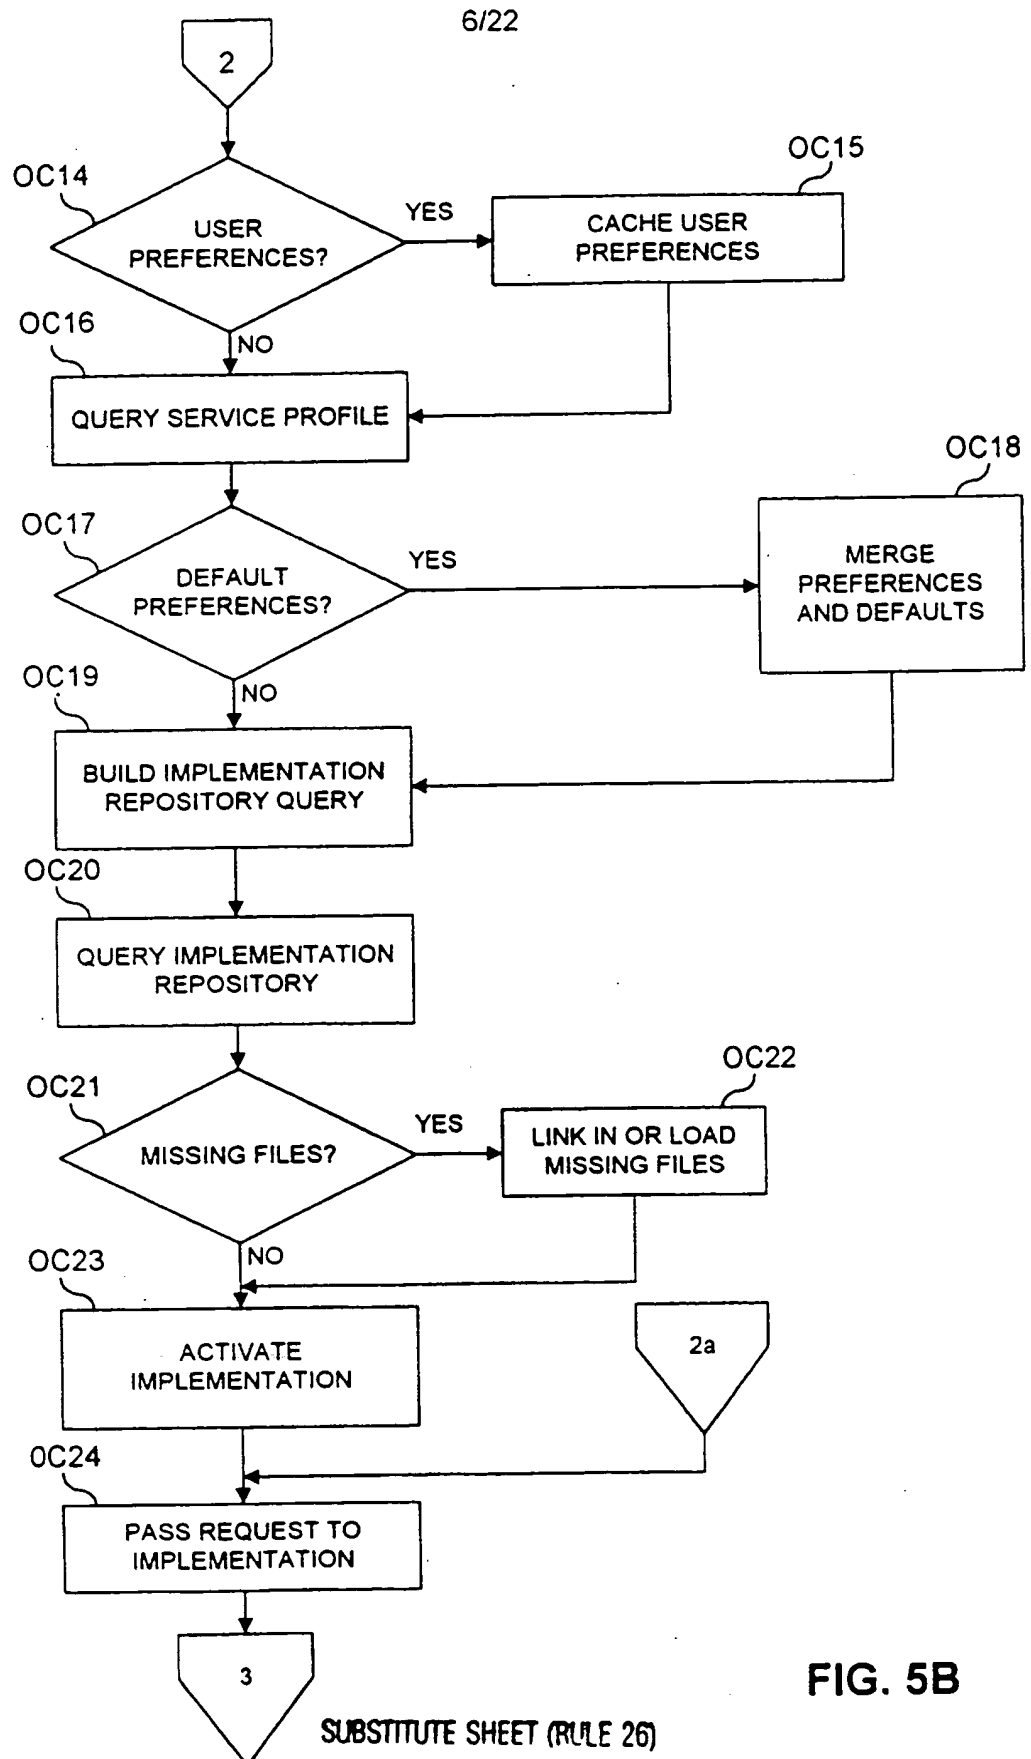 6/22
2
OC14
USER
PREFERENCES?
YES
OC15
CACHE USER
PREFERENCES
NO
OC16
QUERY SERVICE PROFILE
OC17
DEFAULT
PREFERENCES?
YES
OC18
MERGE
PREFERENCES
AND DEFAULTS
NO
OC19
BUILD IMPLEMENTATION
REPOSITORY QUERY
OC20
QUERY IMPLEMENTATION
REPOSITORY
OC21
MISSING FILES?
YES
OC22
LINK IN OR LOAD
MISSING FILES
NO
OC23
ACTIVATE
IMPLEMENTATION
2a
OC24
PASS REQUEST TO
IMPLEMENTATION
3
FIG. 5B
SUBSTITUTE SHEET (RULE 26)